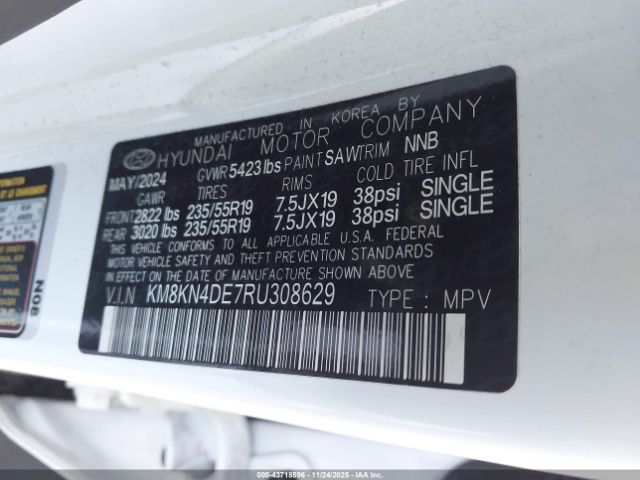 MANUFACTURED IN KOREA BY
HYUNDAI MOTOR COMPANY
MAY/2024 GVWR 5423 lbs PAINT SAW TRIM NNB
GAWR TIRES RIMS COLD TIRE INFL
FRONT 2822 lbs 235/55R19 7.5JX19 38psi SINGLE
REAR 3020 lbs 235/55R19 7.5JX19 38psi SINGLE
THIS VEHICLE CONFORMS TO ALL APPLICABLE U.S.A. FEDERAL
MOTOR VEHICLE SAFETY AND THEFT PREVENTION STANDARDS
IN EFFECT ON THE DATE OF MANUFACTURE SHOWN ABOVE.
V.I.N KM8KN4DE7RU308629 TYPE : MPV
N08
000-43718586 - 11/24/2025 - IAA Inc.